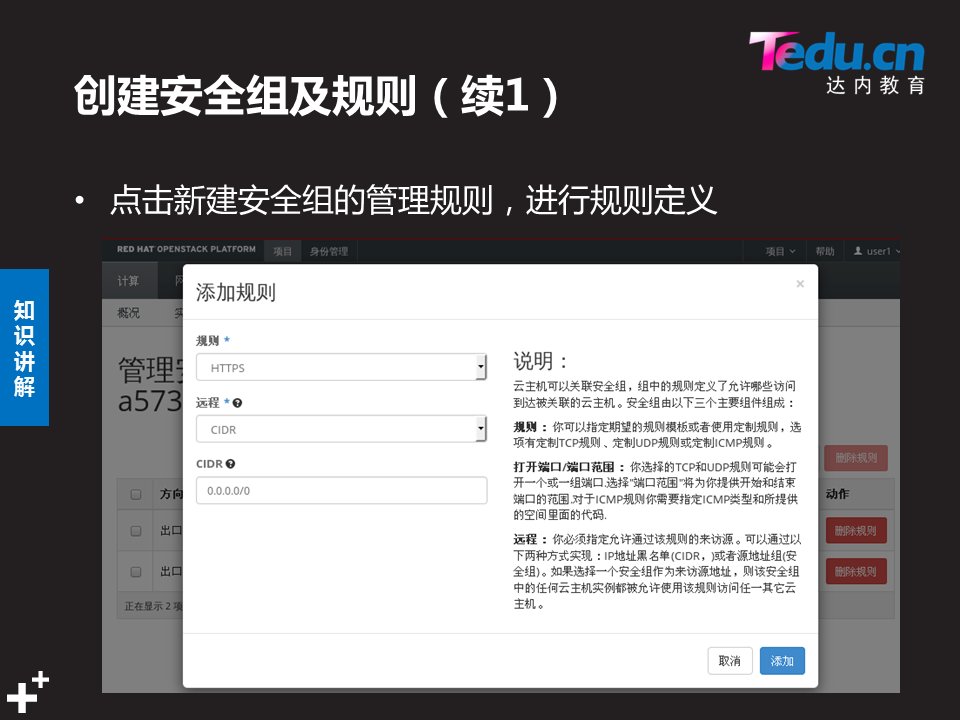 Tedu.cn
达内教育
创建安全组及规则（续1）
• 点击新建安全组的管理规则，进行规则定义
知识讲解
RED HAT OPENSTACK PLATFORM 项目 身份管理 项目 帮助 user1
计算
概况
管理安
a573
添加规则 ×
规则 *
HTTPS
远程 *
CIDR
CIDR
0.0.0.0/0
说明：
云主机可以关联安全组，组中的规则定义了允许哪些访问
到达被关联的云主机。安全组由以下三个主要组件组成：
规则： 你可以指定期望的规则模板或者使用定制规则，选
项有定制TCP规则、定制UDP规则或定制ICMP规则。
打开端口/端口范围： 你选择的TCP和UDP规则可能会打
开一个或一组端口.选择"端口范围"将为你提供开始和结束
端口的范围.对于ICMP规则你需要指定ICMP类型和所提供
的空间里面的代码.
远程： 你必须指定允许通过该规则的来访源。可以通过以
下两种方式实现：IP地址黑名单(CIDR，)或者源地址组(安
全组)。如果选择一个安全组作为来访源地址，则该安全组
中的任何云主机实例都被允许使用该规则访问任一其它云
主机。
取消 添加
删除规则
方向 动作
出口 删除规则
出口 删除规则
正在显示 2 项